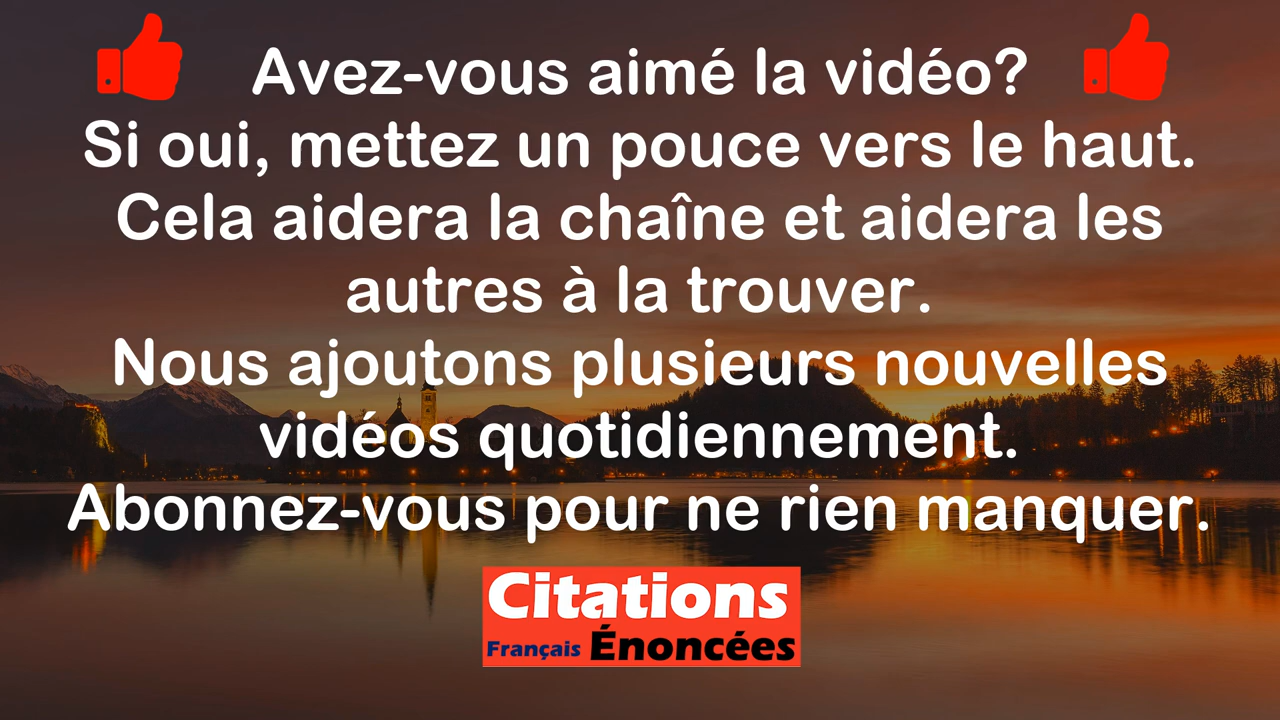 Avez-vous aimé la vidéo?
Si oui, mettez un pouce vers le haut.
Cela aidera la chaîne et aidera les
autres à la trouver.
Nous ajoutons plusieurs nouvelles
vidéos quotidiennement.
Abonnez-vous pour ne rien manquer.
Citations
Français Énoncées